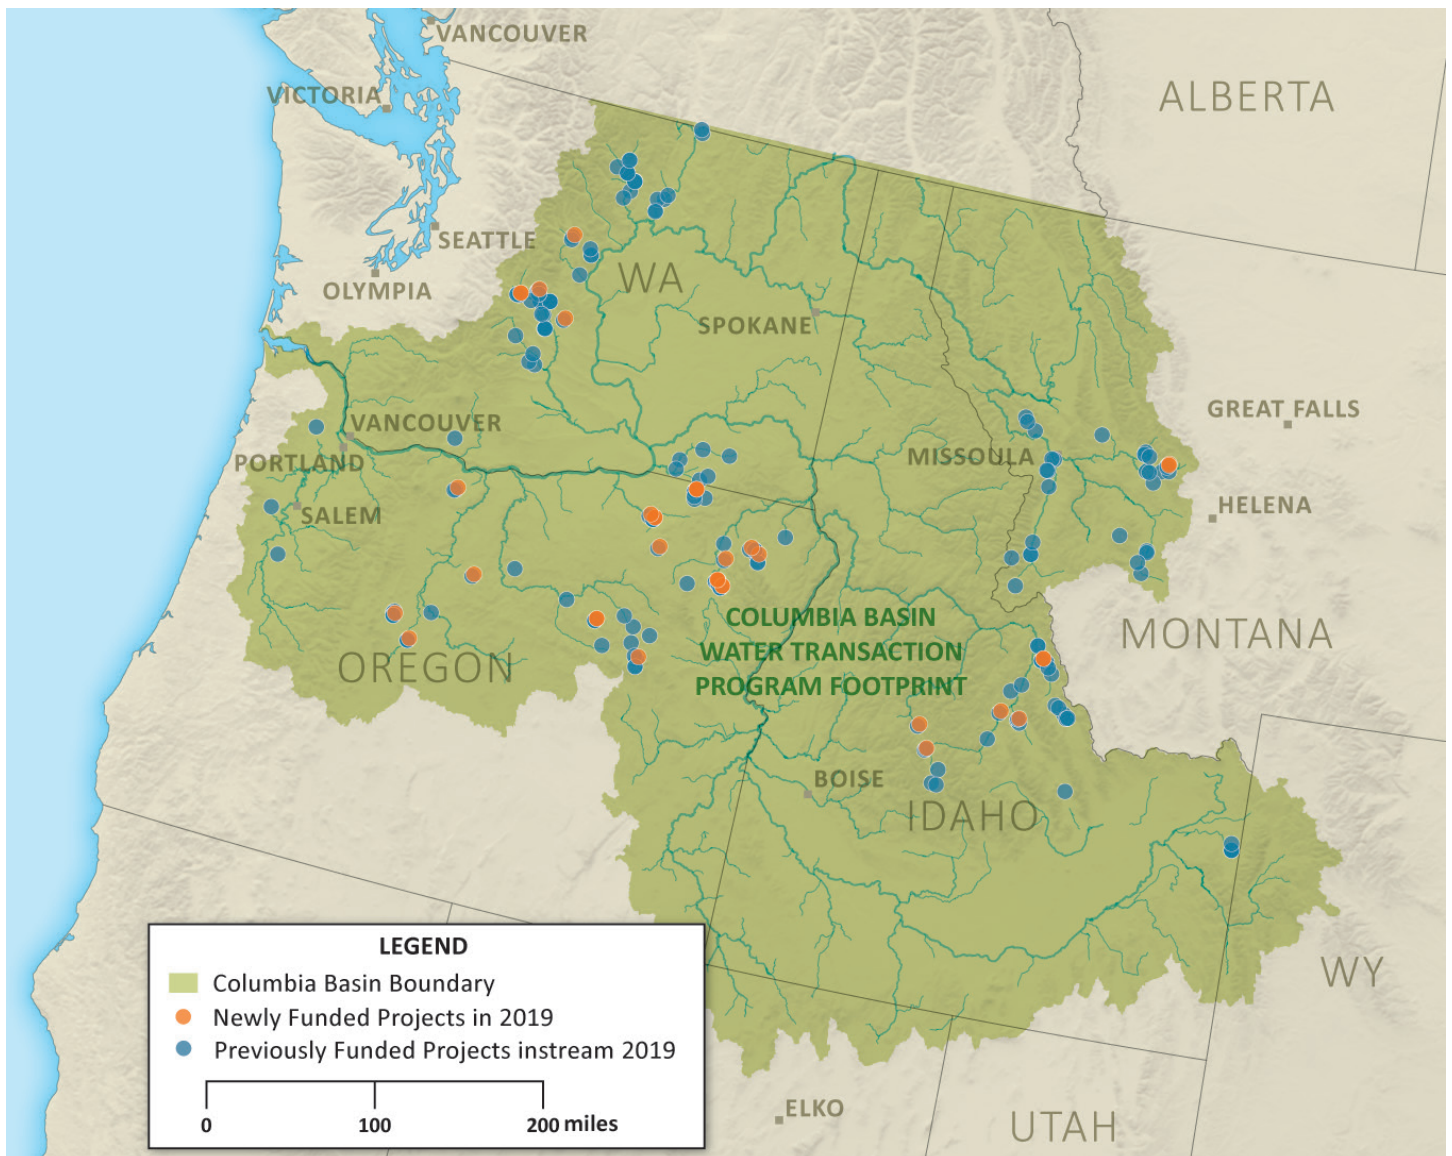 VANCOUVER
ALBERTA
VICTORIA
SEATTLE
WA
OLYMPIA
SPOKANE
GREAT FALLS
VANCOUVER
MISSOULA
PORTLAND
HELENA
SALEM
COLUMBIA BASIN
WATER TRANSACTION
PROGRAM FOOTPRINT
MONTANA
OREGON
BOISE
IDAHO
WY
LEGEND
Columbia Basin Boundary
Newly Funded Projects in 2019
Previously Funded Projects instream 2019
0 100 200 miles
ELKO
UTAH